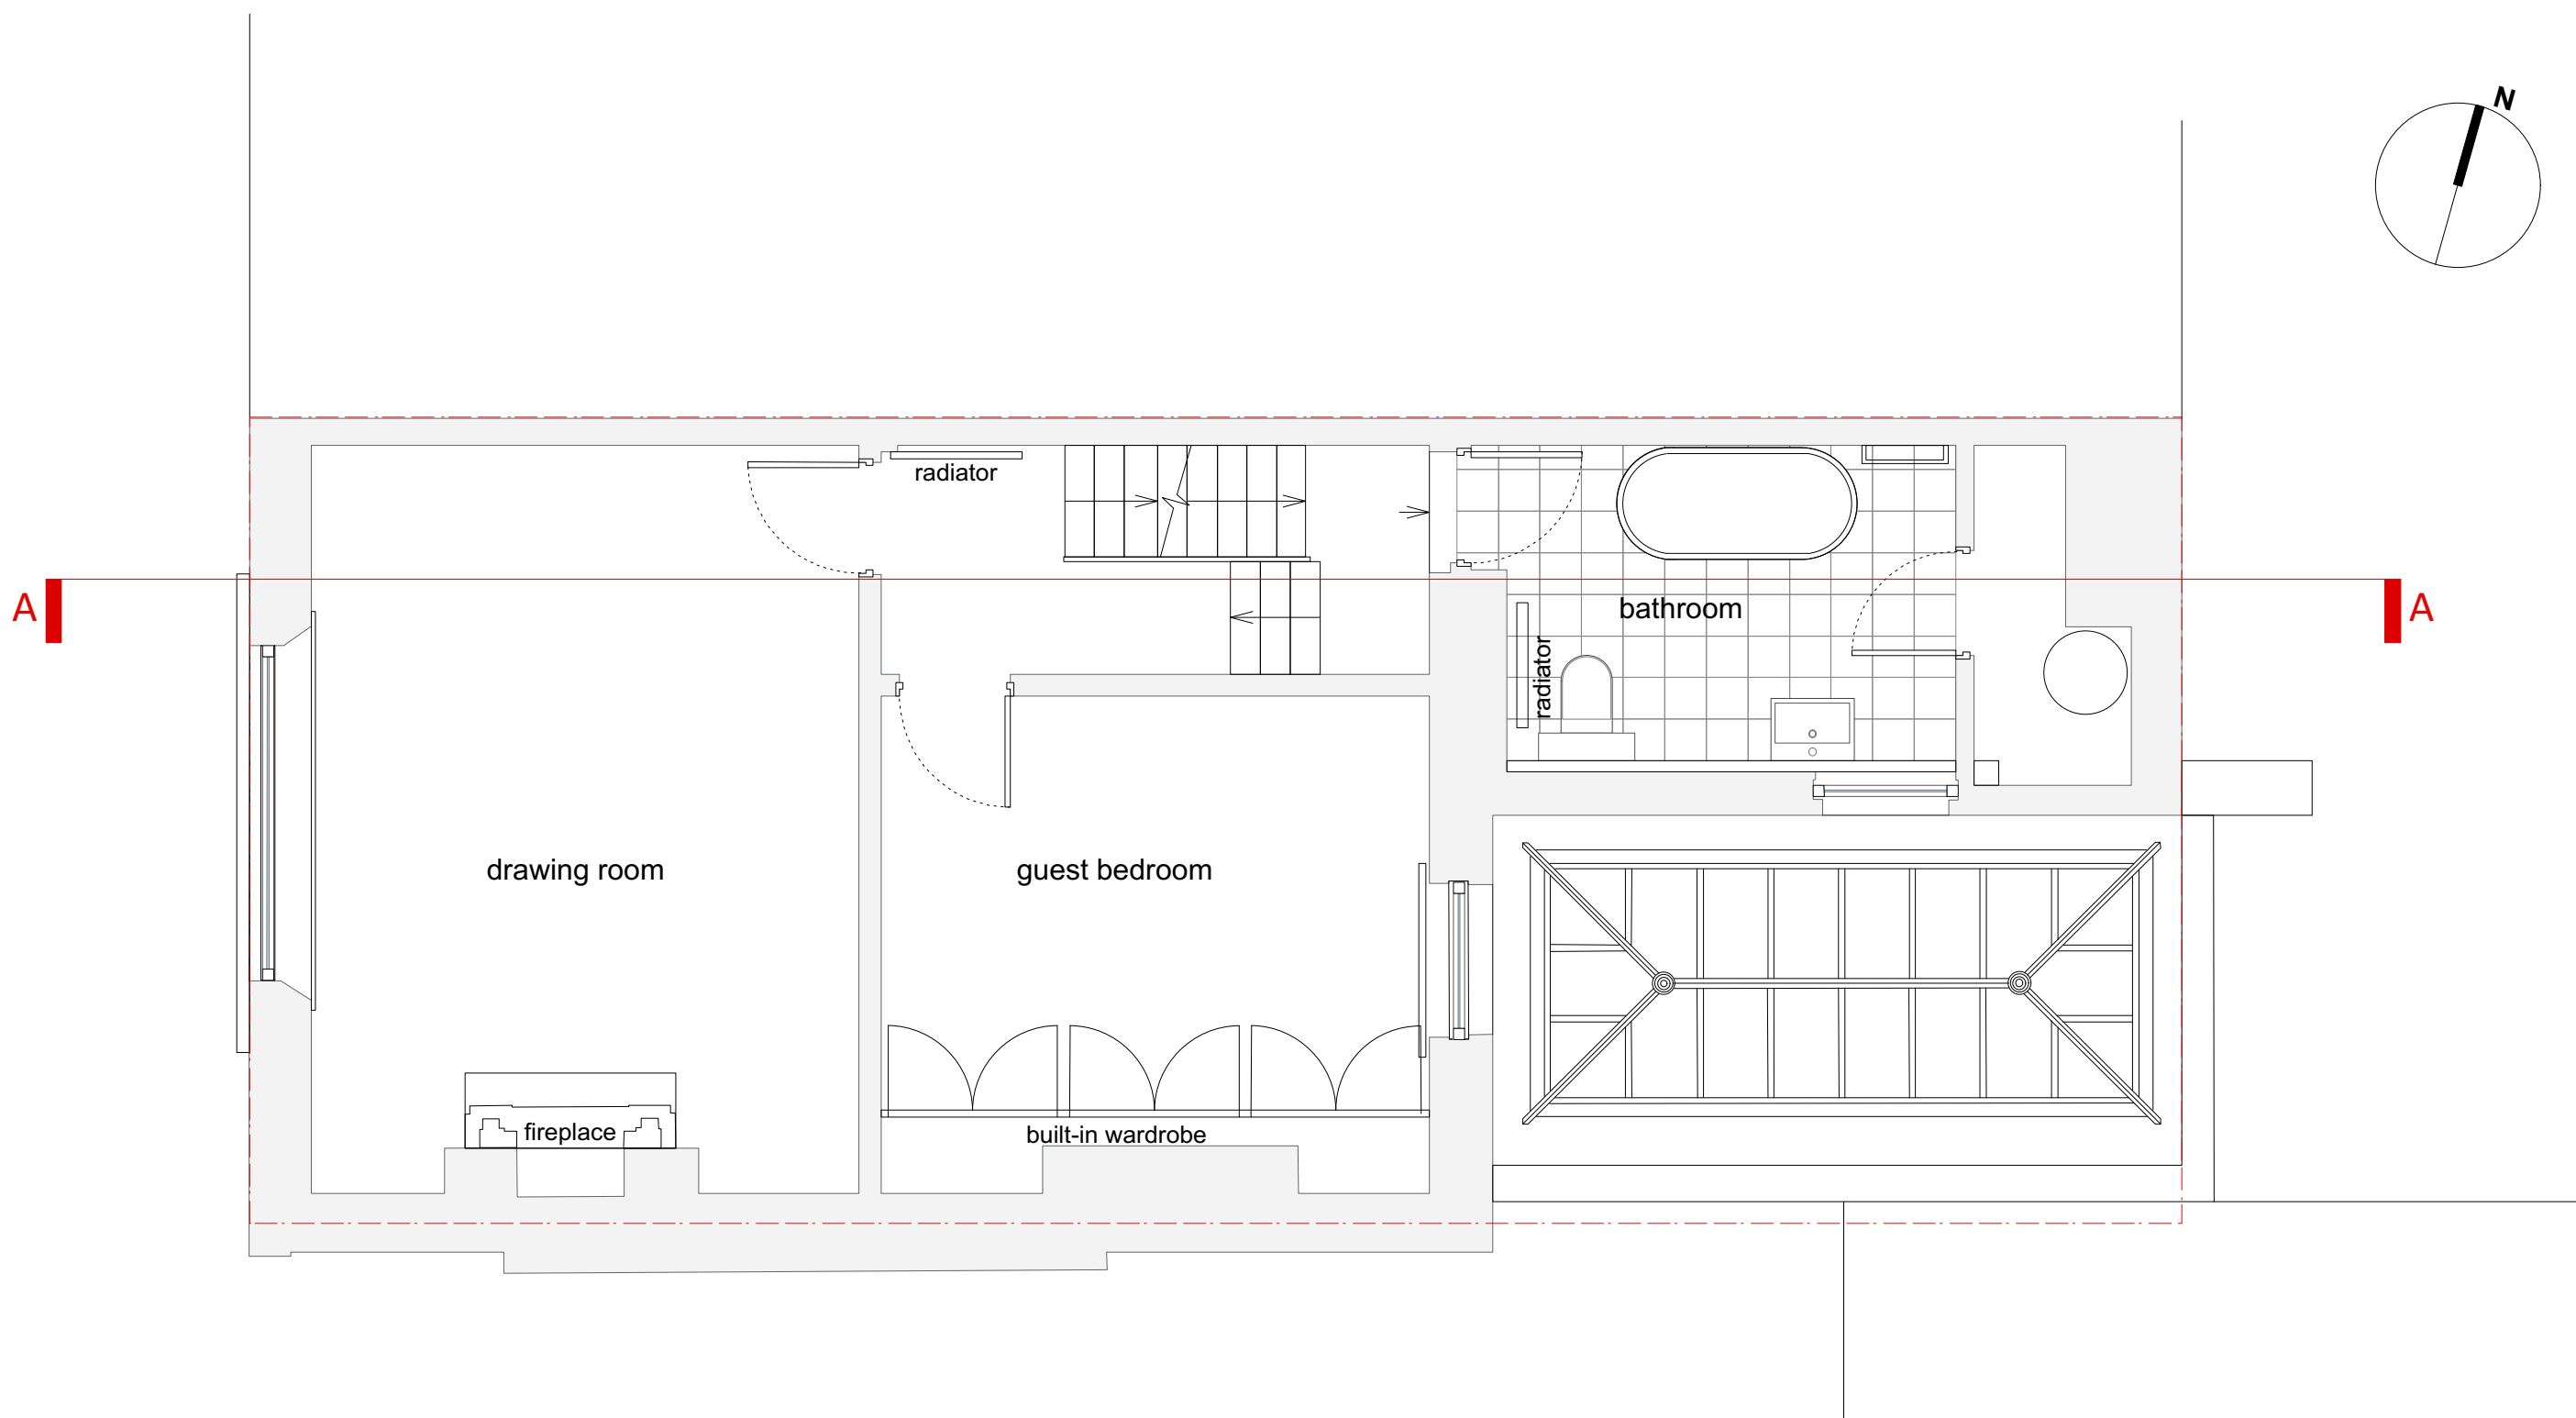 N
radiator
A
bathroom
A
radiator
drawing room
guest bedroom
fireplace
built-in wardrobe